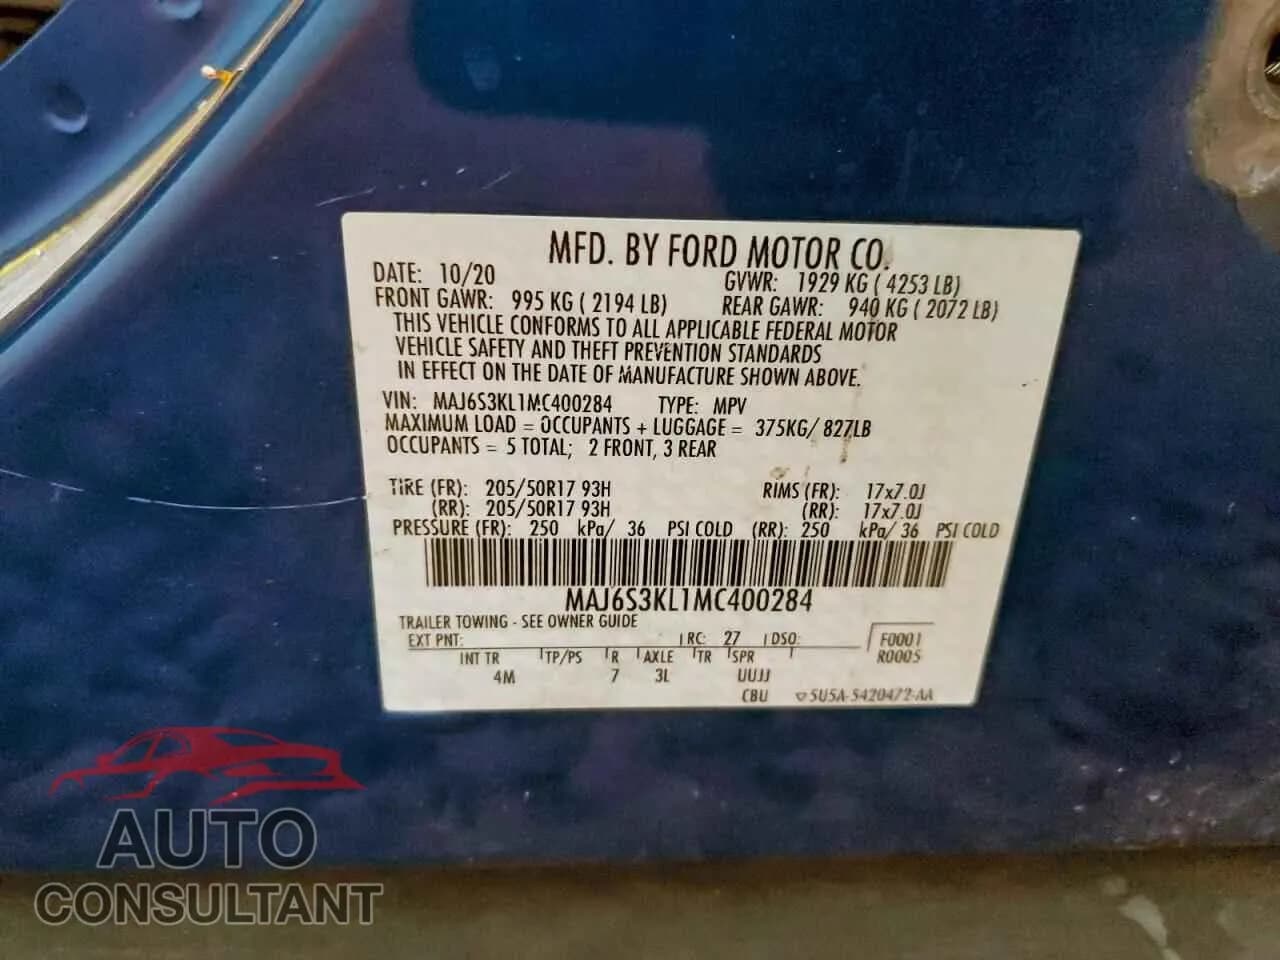 MFD. BY FORD MOTOR CO.
DATE: 10/20 GVWR: 1929 KG ( 4253 LB)
FRONT GAWR: 995 KG ( 2194 LB) REAR GAWR: 940 KG ( 2072 LB)
THIS VEHICLE CONFORMS TO ALL APPLICABLE FEDERAL MOTOR
VEHICLE SAFETY AND THEFT PREVENTION STANDARDS
IN EFFECT ON THE DATE OF MANUFACTURE SHOWN ABOVE.
VIN: MAJ6S3KL1MC400284 TYPE: MPV
MAXIMUM LOAD = OCCUPANTS + LUGGAGE = 375KG/ 827LB
OCCUPANTS = 5 TOTAL; 2 FRONT, 3 REAR
TIRE (FR): 205/50R17 93H RIMS (FR): 17x7.0J
(RR): 205/50R17 93H (RR): 17x7.0J
PRESSURE (FR): 250 kPa/ 36 PSI COLD (RR): 250 kPa/ 36 PSI COLD
MAJ6S3KL1MC400284
TRAILER TOWING - SEE OWNER GUIDE
EXT PNT: RC: 27 DSO: F0001
R0005
INT TR TP/PS R AXLE TR SPR
4M 7 3L UUJJ
CBU 5U5A-5420472-AA
AUTO
CONSULTANT